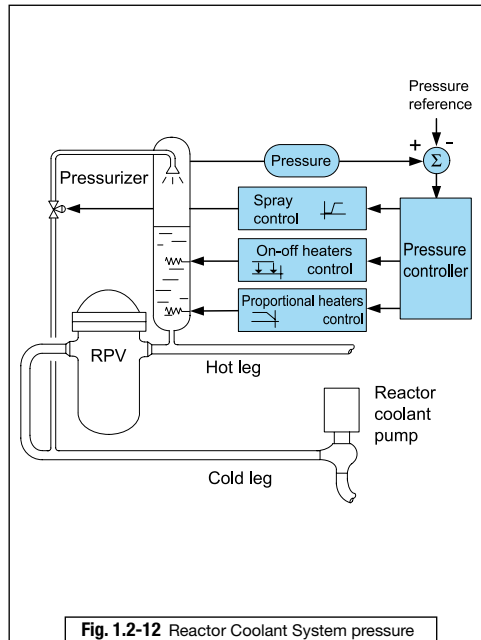 Pressure
reference
+
-
Pressure
Σ
Pressurizer
Spray
control
On-off heaters
control
Pressure
controller
Proportional heaters
control
RPV
Hot leg
Reactor
coolant
pump
Cold leg
Fig. 1.2-12 Reactor Coolant System pressure